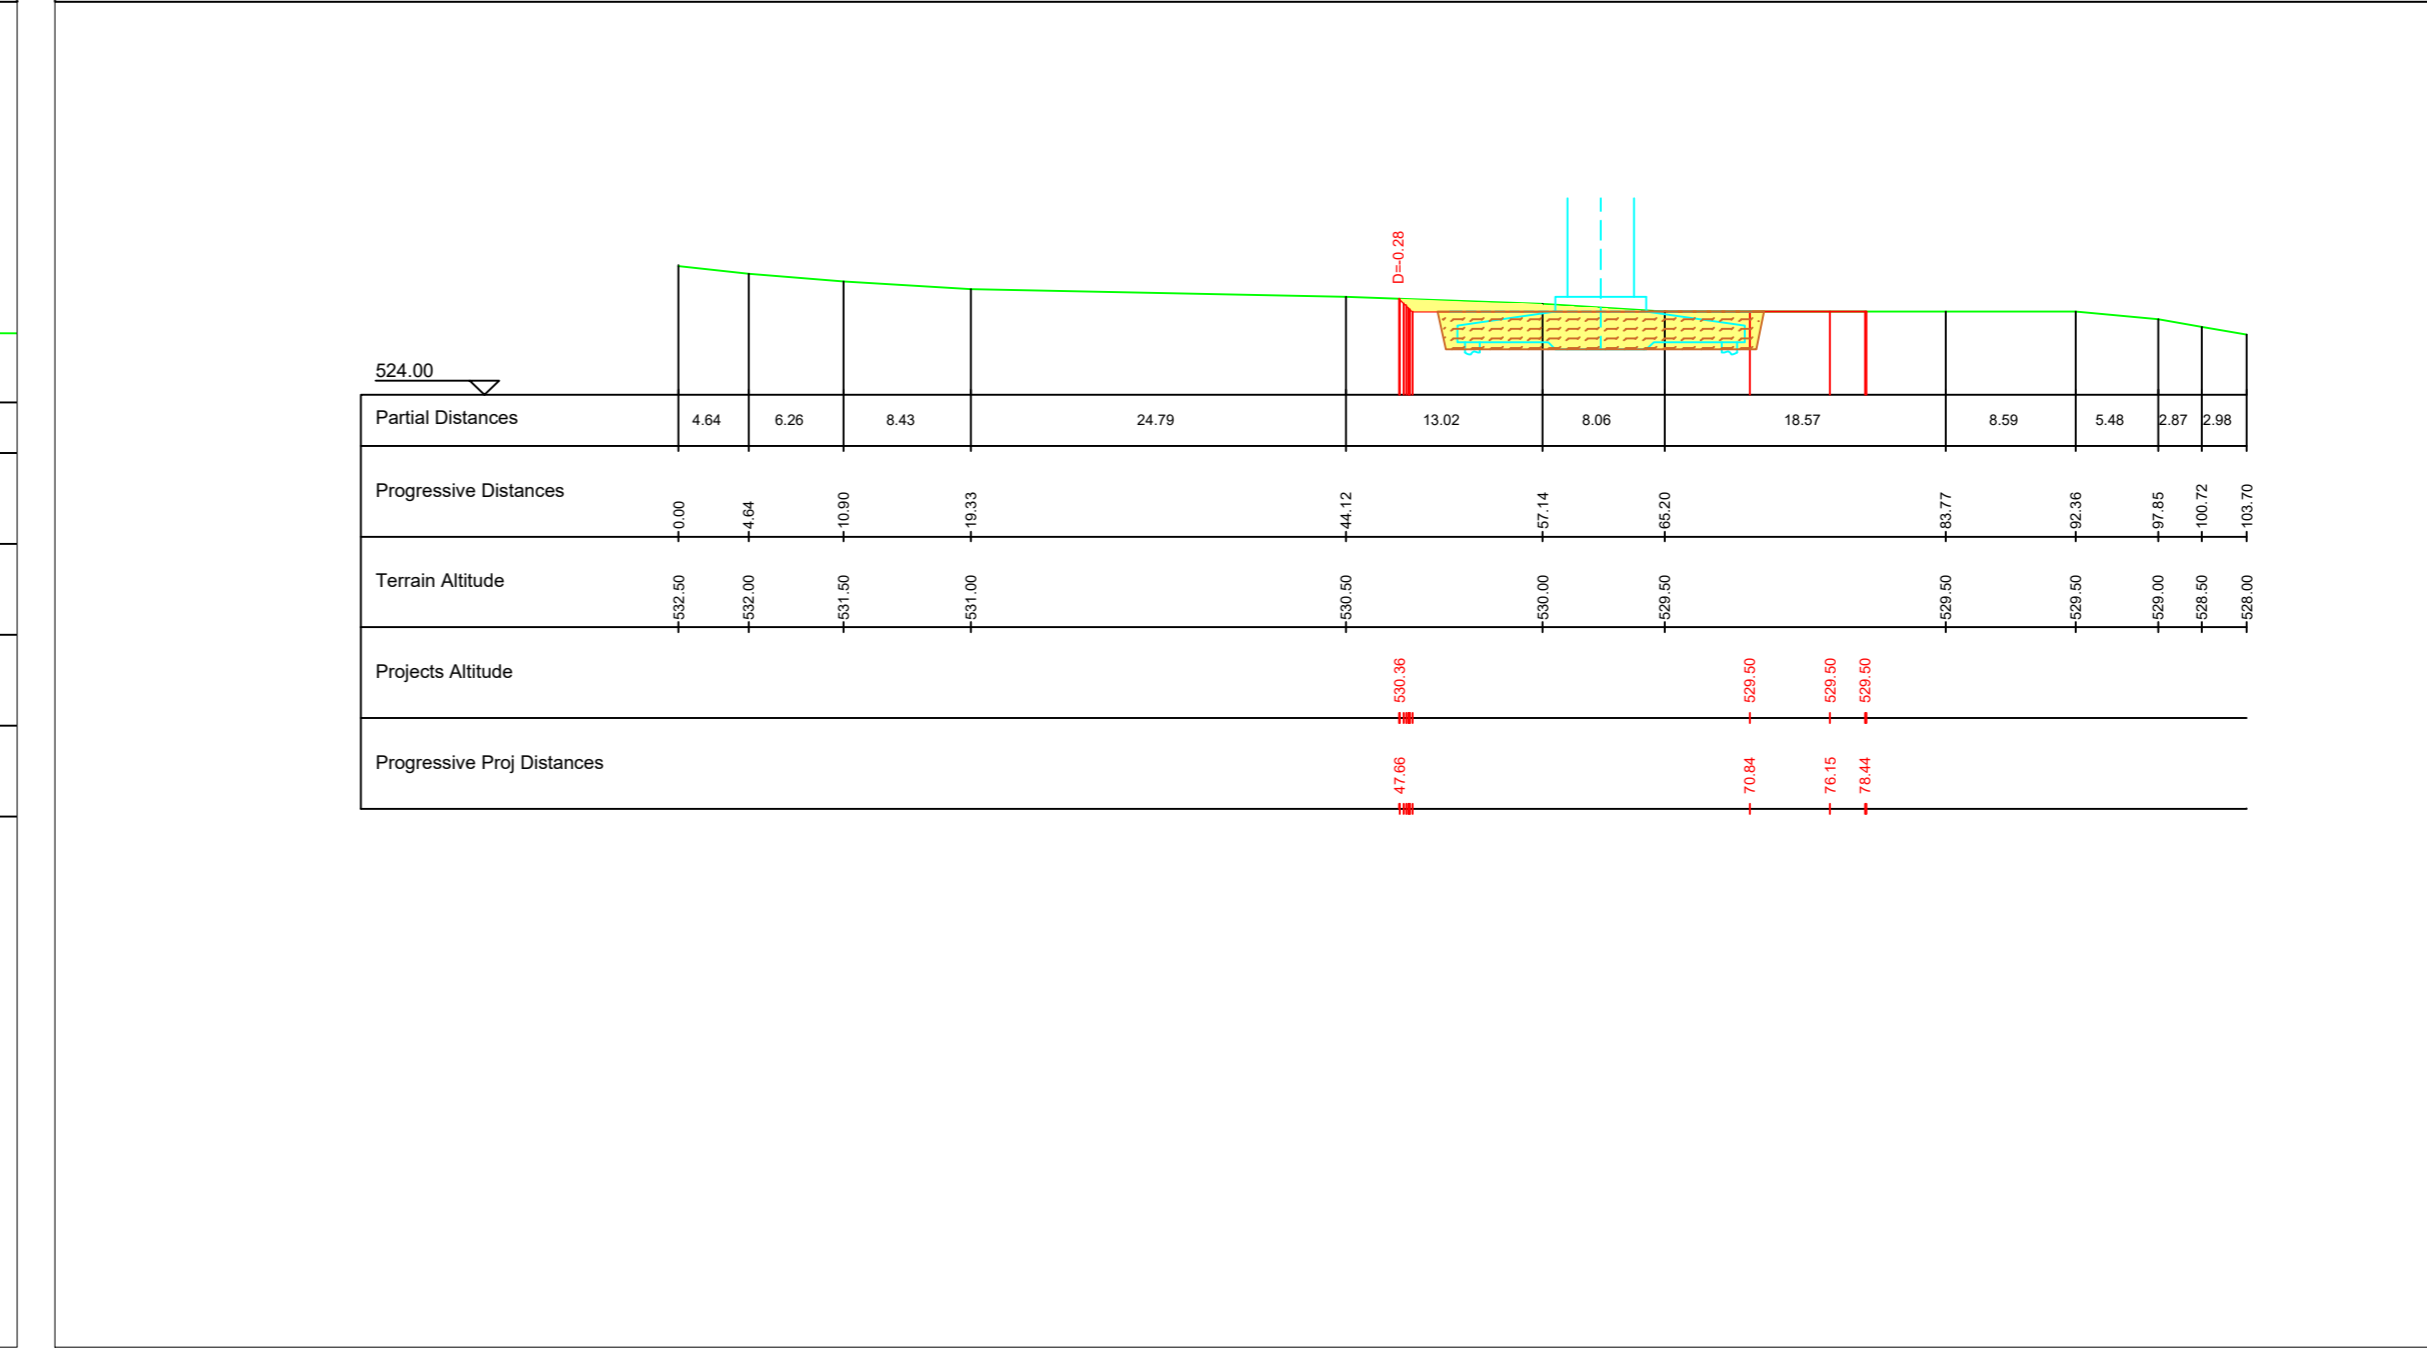 D=-0.28
524.00
Partial Distances 4.64 6.26 8.43 24.79 13.02 8.06 18.57 8.59 5.48 2.87 2.98
Progressive Distances 0.00 4.64 10.90 19.33 44.12 57.14 65.20 83.77 92.36 97.85 100.72 103.70
Terrain Altitude 532.50 532.00 531.50 531.00 530.50 530.00 529.50 529.50 529.50 529.00 528.50 528.00
Projects Altitude 530.36 529.50 529.50 529.50
Progressive Proj Distances 47.66 70.84 76.15 78.44